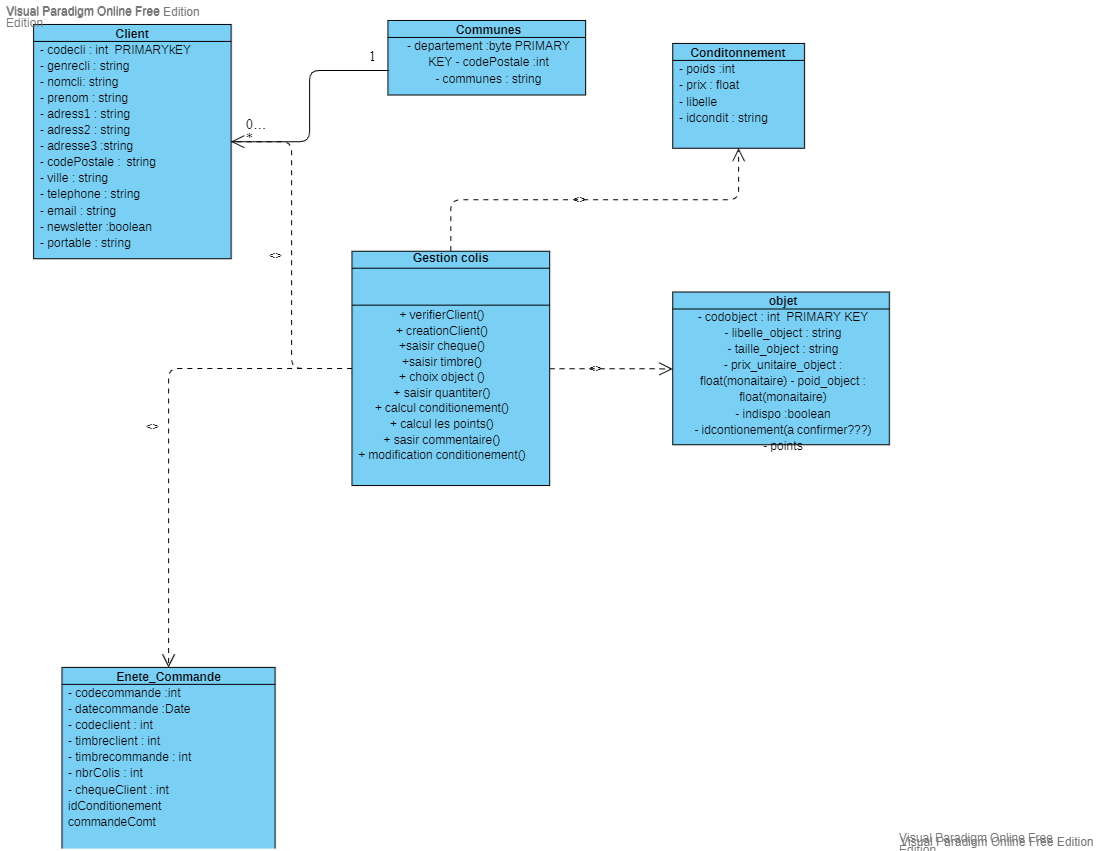 Visual Paradigm Online Free Edition
Edition
Client
- codecli : int  PRIMARYkEY
- genrecli : string
- nomcli: string
- prenom : string
- adress1 : string
- adress2 : string
- adresse3 :string
- codePostale :  string
- ville : string
- telephone : string
- email : string
- newsletter :boolean
- portable : string
1
0...
*
Communes
- departement :byte PRIMARY
KEY - codePostale :int
- communes : string
Conditonnement
- poids :int
- prix : float
- libelle
- idcondit : string
<>
<>
Gestion colis
+ verifierClient()
+ creationClient()
+saisir cheque()
+saisir timbre()
+ choix object ()
+ saisir quantiter()
+ calcul conditionement()
+ calcul les points()
+ sasir commentaire()
+ modification conditionement()
<>
objet
- codobject : int  PRIMARY KEY
- libelle_object : string
- taille_object : string
- prix_unitaire_object :
float(monaitaire) - poid_object :
float(monaitaire)
- indispo :boolean
- idcontionement(a confirmer???)
- points
<>
Enete_Commande
- codecommande :int
- datecommande :Date
- codeclient : int
- timbreclient : int
- timbrecommande : int
- nbrColis : int
- chequeClient : int
idConditionement
commandeComt
Visual Paradigm Online Free
Edition
Visual Paradigm Online Free Edition